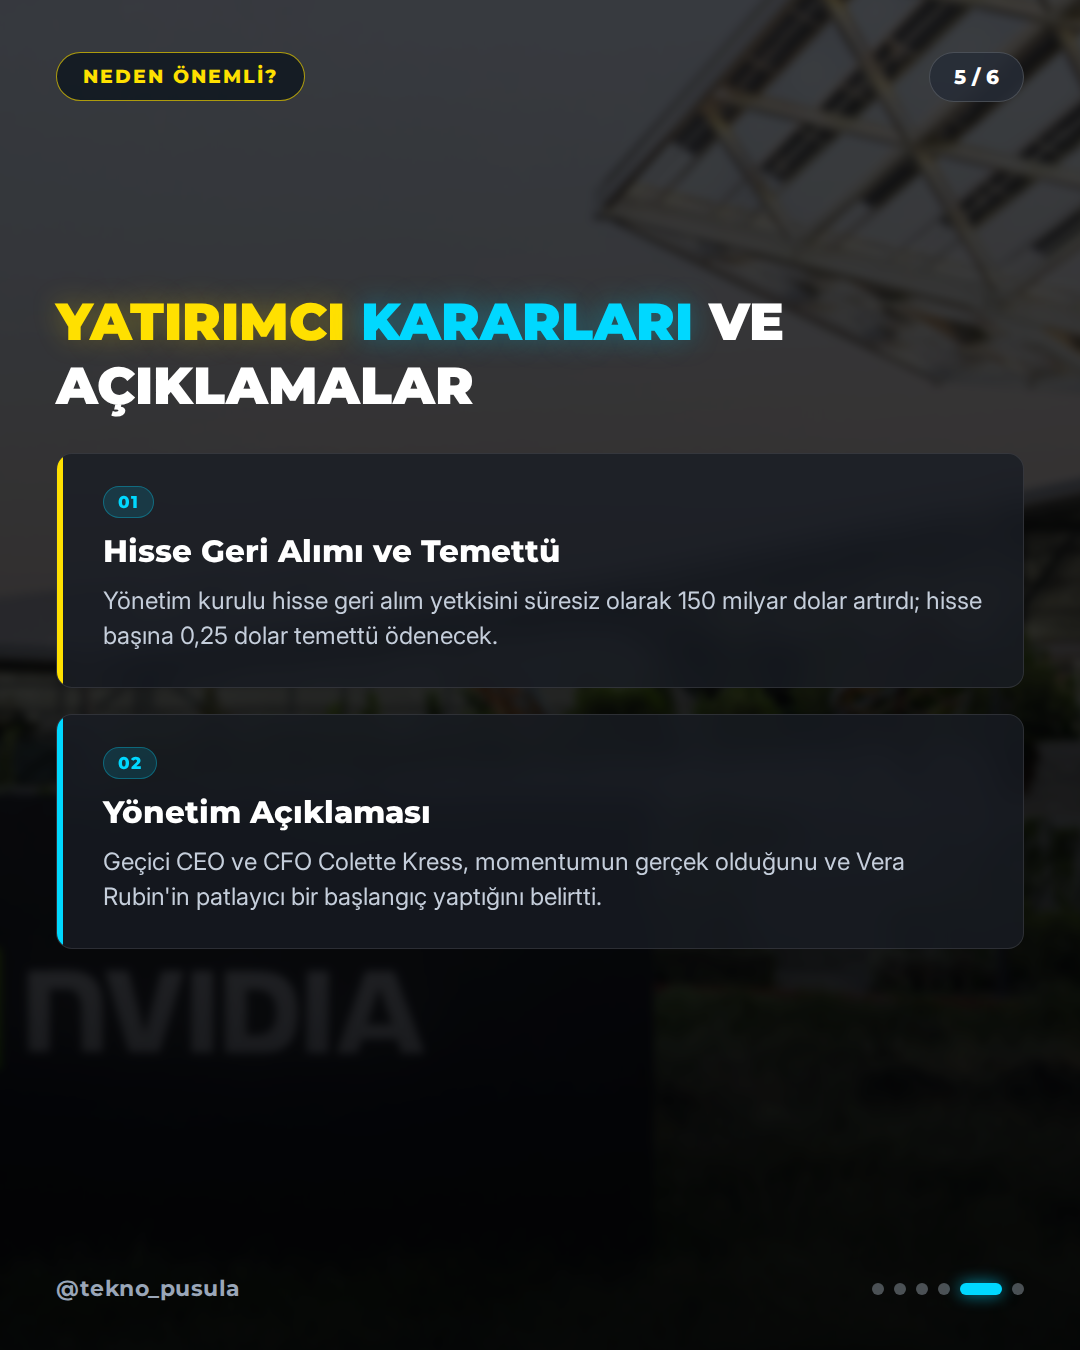 NEDEN ÖNEMLİ?
5 / 6
YATIRIMCI KARARLARI VE
AÇIKLAMALAR
01
Hisse Geri Alımı ve Temettü
Yönetim kurulu hisse geri alım yetkisini süresiz olarak 150 milyar dolar artırdı; hisse
başına 0,25 dolar temettü ödenecek.
02
Yönetim Açıklaması
Geçici CEO ve CFO Colette Kress, momentumun gerçek olduğunu ve Vera
Rubin'in patlayıcı bir başlangıç yaptığını belirtti.
NVIDIA
@tekno_pusula